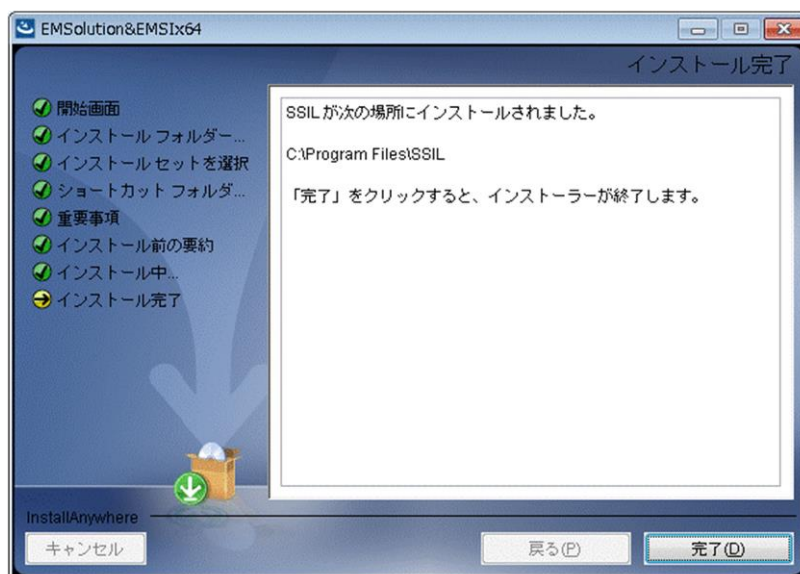 EMSolution&EMSIx64
インストール完了
開始画面
インストール フォルダー...
インストール セットを選択
ショートカット フォルダ...
重要事項
インストール前の要約
インストール中...
インストール完了
SSIL が次の場所にインストールされました。
C:\Program Files\SSIL
「完了」をクリックすると、インストーラーが終了します。
InstallAnywhere
キャンセル
戻る(P)
完了(D)